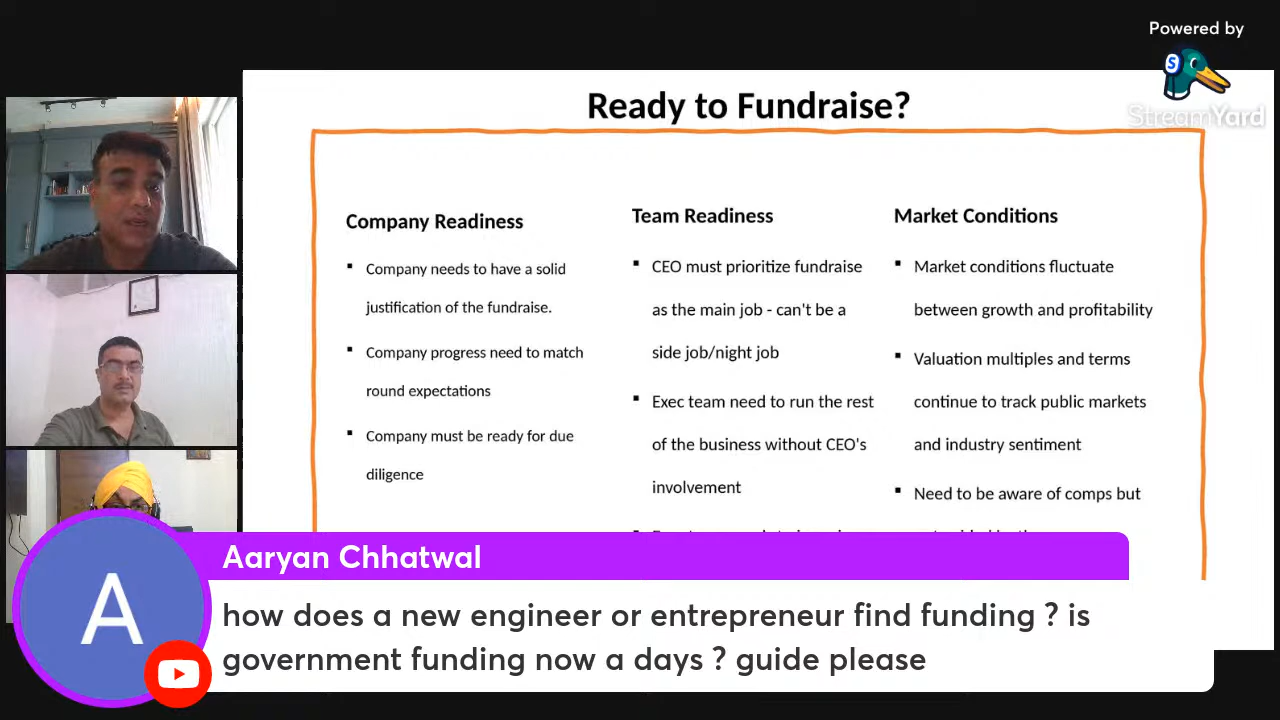 Powered by
StreamYard
Ready to Fundraise?
Company Readiness
▪ Company needs to have a solid
justification of the fundraise.
▪ Company progress need to match
round expectations
▪ Company must be ready for due
diligence
Team Readiness
▪ CEO must prioritize fundraise
as the main job - can't be a
side job/night job
▪ Exec team need to run the rest
of the business without CEO's
involvement
Market Conditions
▪ Market conditions fluctuate
between growth and profitability
▪ Valuation multiples and terms
continue to track public markets
and industry sentiment
▪ Need to be aware of comps but
A
Aaryan Chhatwal
how does a new engineer or entrepreneur find funding ? is
government funding now a days ? guide please